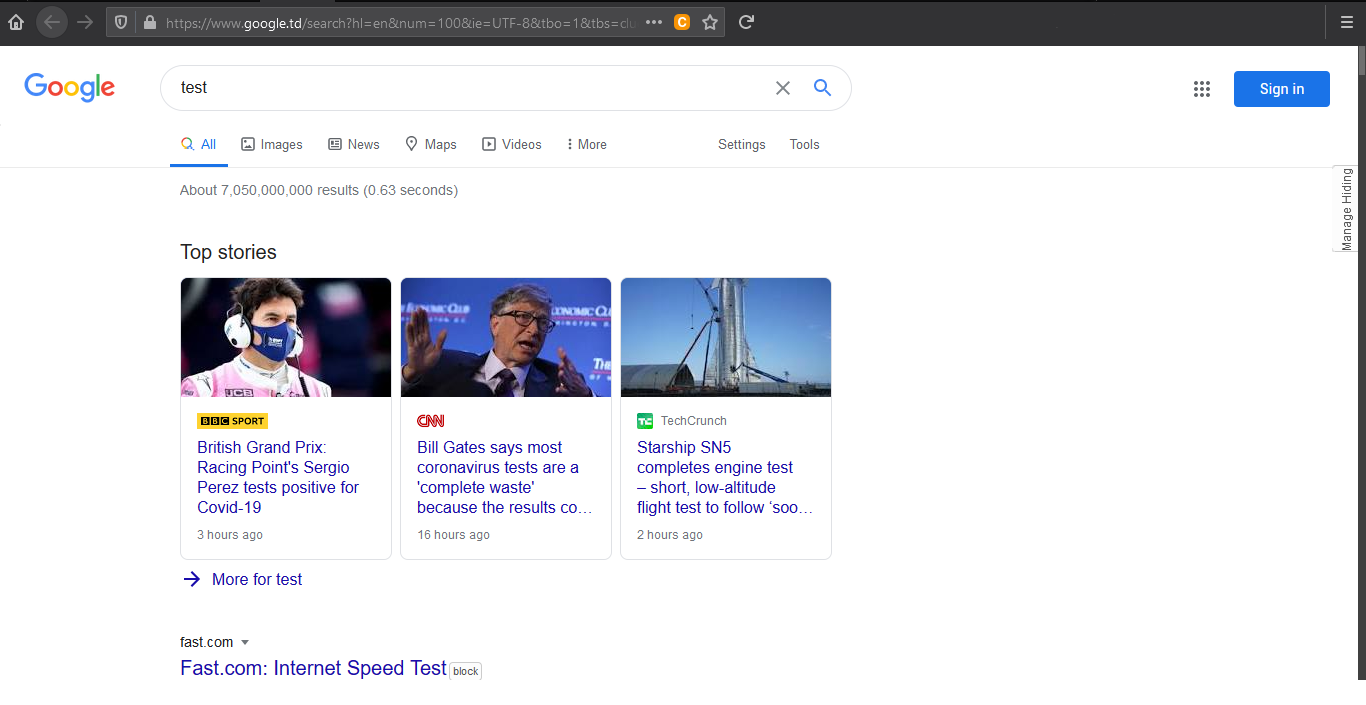 https://www.google.td/search?hl=en&num=100&ie=UTF-8&tbo=1&tbs=clu
Google
test
Sign in
All
Images
News
Maps
Videos
More
Settings
Tools
About 7,050,000,000 results (0.63 seconds)
Manage Hiding
Top stories
THE ECONOMIC CLUB
JCB
BBC SPORT
British Grand Prix:
Racing Point's Sergio
Perez tests positive for
Covid-19
3 hours ago
CNN
Bill Gates says most
coronavirus tests are a
'complete waste'
because the results co…
16 hours ago
TC TechCrunch
Starship SN5
completes engine test
– short, low-altitude
flight test to follow ‘soo…
2 hours ago
More for test
fast.com
Fast.com: Internet Speed Test block